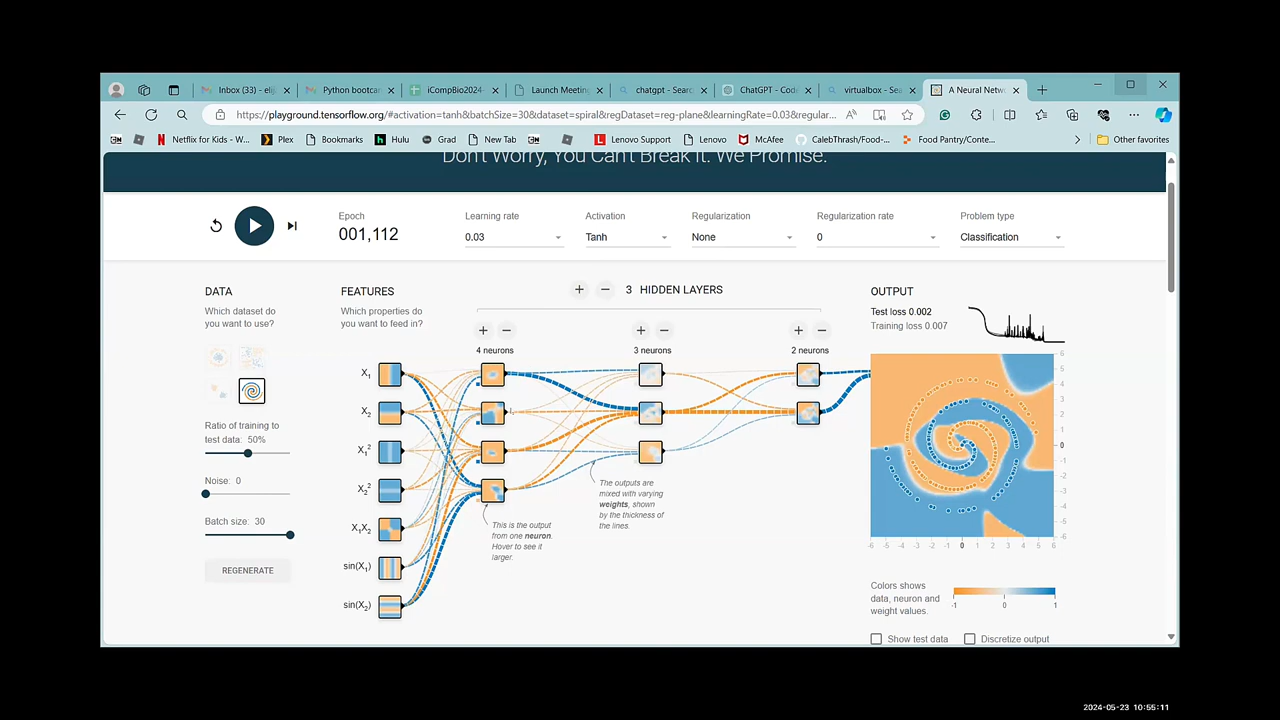 Inbox (33) - elij
Python bootcar
iCompBio2024-
Launch Meeting
chatgpt - Searc
ChatGPT - Cod
virtualbox - Sea
A Neural Netw
https://playground.tensorflow.org/#activation=tanh&batchSize=30&dataset=spiral&regDataset=reg-plane&learningRate=0.03&regular...
Netflix for Kids - W...
Plex
Bookmarks
Hulu
Grad
New Tab
Lenovo Support
Lenovo
McAfee
CalebThrash/Food-...
Food Pantry/Conte...
Other favorites
Don't Worry, You Can't Break It. We Promise.
Epoch
001,112
Learning rate
0.03
Activation
Tanh
Regularization
None
Regularization rate
0
Problem type
Classification
DATA
Which dataset do
you want to use?
Ratio of training to
test data: 50%
Noise: 0
Batch size: 30
REGENERATE
FEATURES
Which properties do
you want to feed in?
X1
X2
X1²
X2²
X1X2
sin(X1)
sin(X2)
+ − 3 HIDDEN LAYERS
+ −
4 neurons
+ −
3 neurons
+ −
2 neurons
This is the output
from one neuron.
Hover to see it
larger.
The outputs are
mixed with varying
weights, shown
by the thickness of
the lines.
OUTPUT
Test loss 0.002
Training loss 0.007
6
5
4
3
2
1
0
-1
-2
-3
-4
-5
-6
-6 -5 -4 -3 -2 -1 0 1 2 3 4 5 6
Colors shows
data, neuron and
weight values.
-1 0 1
Show test data
Discretize output
2024-05-23 10:55:11